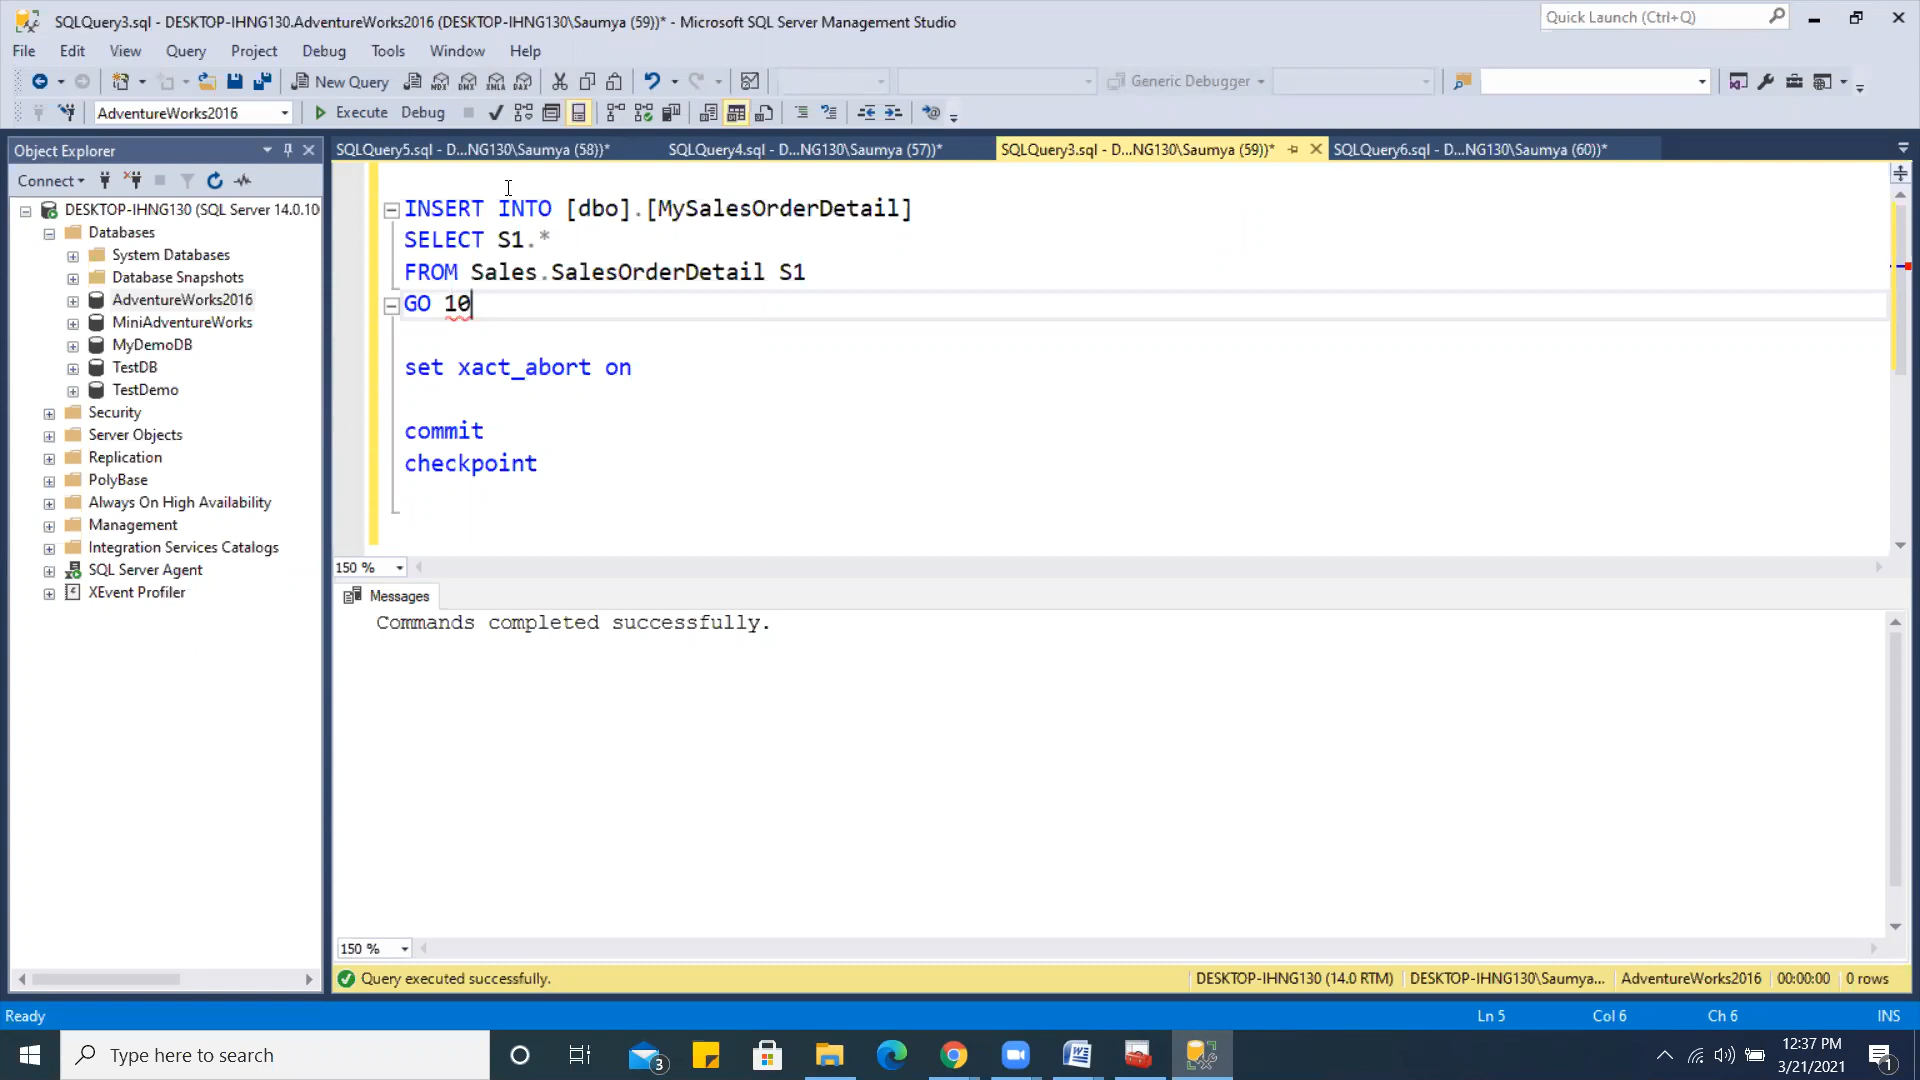 SQLQuery3.sql - DESKTOP-IHNG130.AdventureWorks2016 (DESKTOP-IHNG130\Saumya (59))* - Microsoft SQL Server Management Studio
Quick Launch (Ctrl+Q)
File Edit View Query Project Debug Tools Window Help
New Query MDX DMX XMLA DAX Generic Debugger
AdventureWorks2016 Execute Debug
Object Explorer
SQLQuery5.sql - D...NG130\Saumya (58))* SQLQuery4.sql - D...NG130\Saumya (57))* SQLQuery3.sql - D...NG130\Saumya (59))* SQLQuery6.sql - D...NG130\Saumya (60))*
Connect
DESKTOP-IHNG130 (SQL Server 14.0.10
Databases
System Databases
Database Snapshots
AdventureWorks2016
MiniAdventureWorks
MyDemoDB
TestDB
TestDemo
Security
Server Objects
Replication
PolyBase
Always On High Availability
Management
Integration Services Catalogs
SQL Server Agent
XEvent Profiler
INSERT INTO [dbo].[MySalesOrderDetail]
SELECT S1.*
FROM Sales.SalesOrderDetail S1
GO 10
set xact_abort on
commit
checkpoint
150 %
Messages
Commands completed successfully.
150 %
Query executed successfully. DESKTOP-IHNG130 (14.0 RTM) DESKTOP-IHNG130\Saumya... AdventureWorks2016 00:00:00 0 rows
Ready Ln 5 Col 6 Ch 6 INS
Type here to search
3
12:37 PM
3/21/2021
1